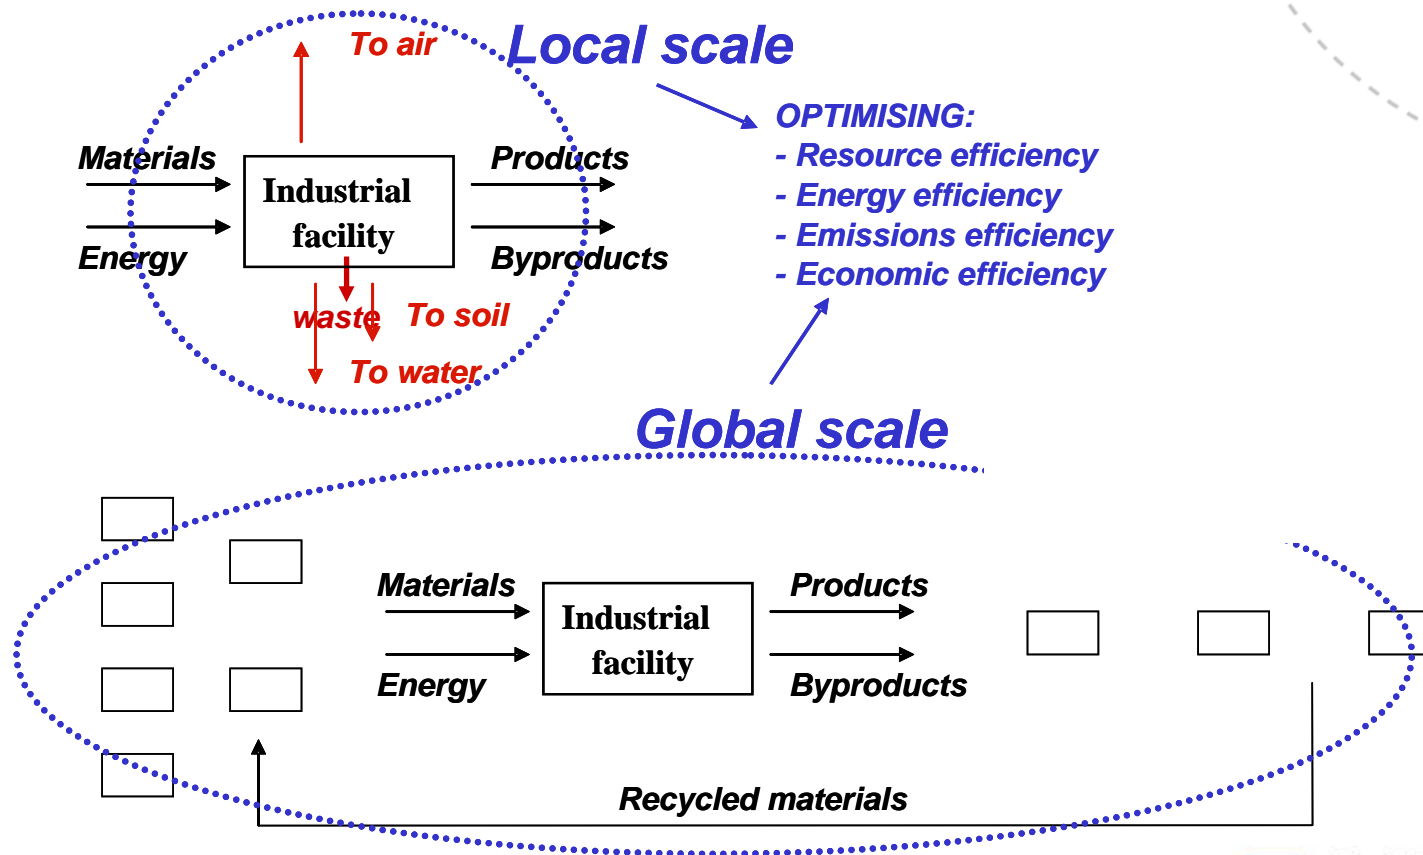 To air
Local scale
OPTIMISING:
- Resource efficiency
- Energy efficiency
- Emissions efficiency
- Economic efficiency
Materials
Energy
Industrial
facility
Products
Byproducts
waste
To soil
To water
Global scale
Materials
Energy
Industrial
facility
Products
Byproducts
Recycled materials